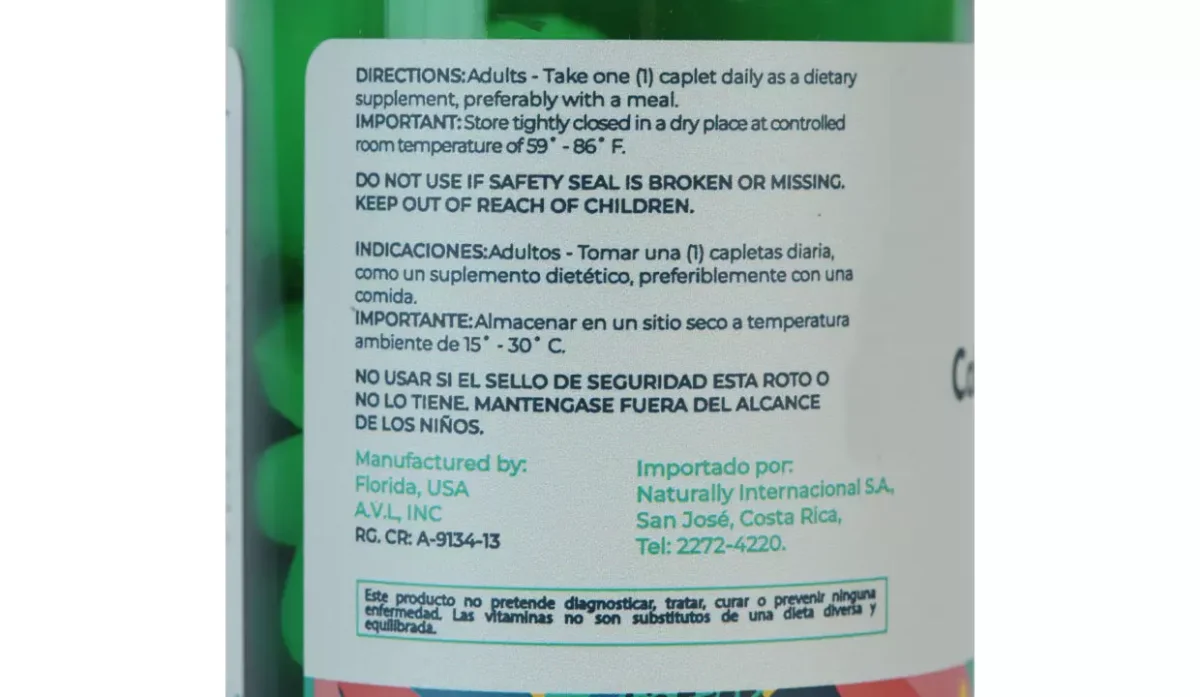 DIRECTIONS:Adults - Take one (1) caplet daily as a dietary
supplement, preferably with a meal.
IMPORTANT:Store tightly closed in a dry place at controlled
room temperature of 59° - 86° F.
DO NOT USE IF SAFETY SEAL IS BROKEN OR MISSING.
KEEP OUT OF REACH OF CHILDREN.
INDICACIONES:Adultos - Tomar una (1) capletas diaria,
como un suplemento dietético, preferiblemente con una
comida.
IMPORTANTE:Almacenar en un sitio seco a temperatura
ambiente de 15° - 30° C.
NO USAR SI EL SELLO DE SEGURIDAD ESTA ROTO O
NO LO TIENE. MANTENGASE FUERA DEL ALCANCE
DE LOS NIÑOS.
Manufactured by:
Florida, USA
A.V.I., INC
RG. CR: A-9134-13
Importado por:
Naturally Internacional S.A,
San José, Costa Rica,
Tel: 2272-4220.
Este producto no pretende diagnosticar, tratar, curar o prevenir ninguna
enfermedad. Las vitaminas no son substitutos de una dieta diversa y
equilibrada.